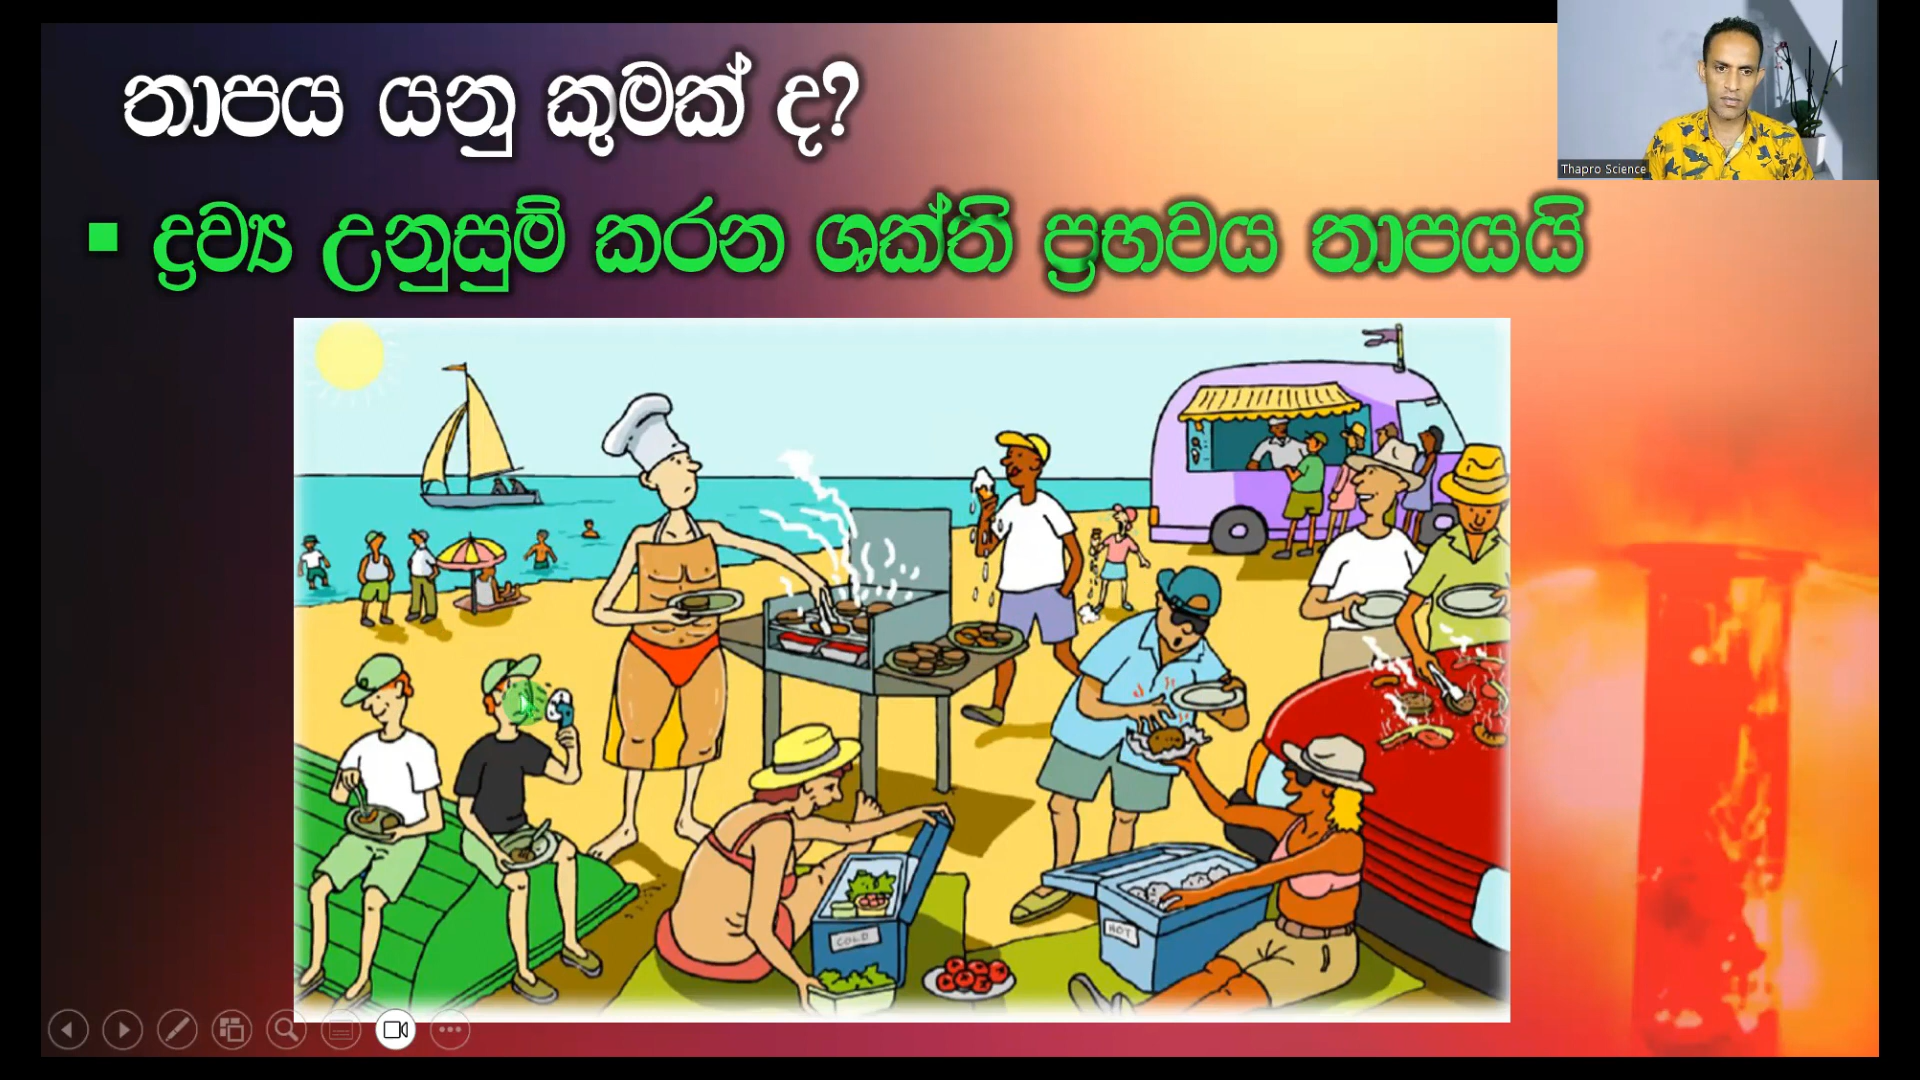 තාපය යනු කුමක් ද?
Thapro Science
▪ ද්‍රව්‍ය උනුසුම් කරන ශක්ති ප්‍රභවය තාපයයි
COLD
HOT